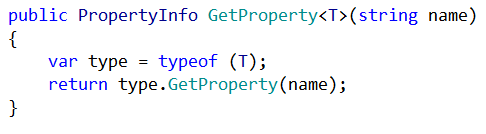 public PropertyInfo GetProperty<T>(string name)
{
    var type = typeof (T);
    return type.GetProperty(name);
}